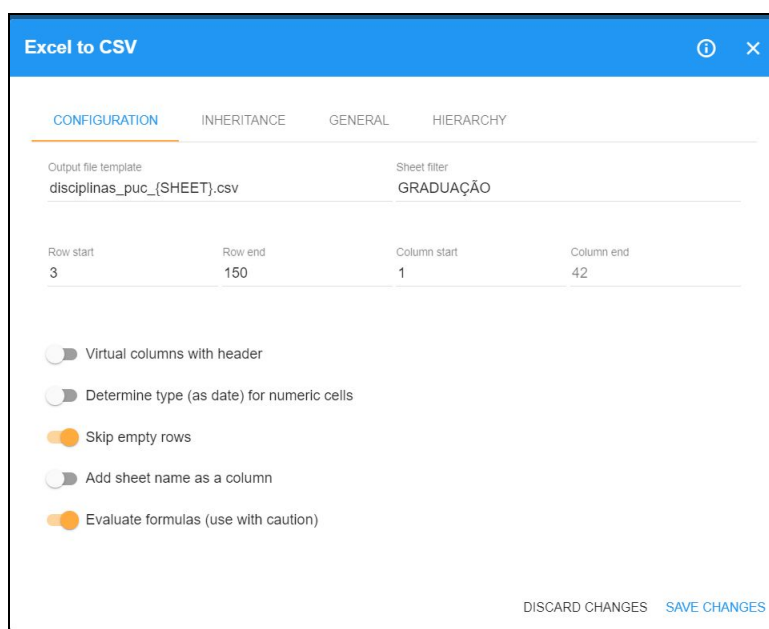 Excel to CSV
CONFIGURATION INHERITANCE GENERAL HIERARCHY
Output file template Sheet filter
disciplinas_puc_{SHEET}.csv GRADUAÇÃO
Row start Row end Column start Column end
3 150 1 42
Virtual columns with header
Determine type (as date) for numeric cells
Skip empty rows
Add sheet name as a column
Evaluate formulas (use with caution)
DISCARD CHANGES SAVE CHANGES